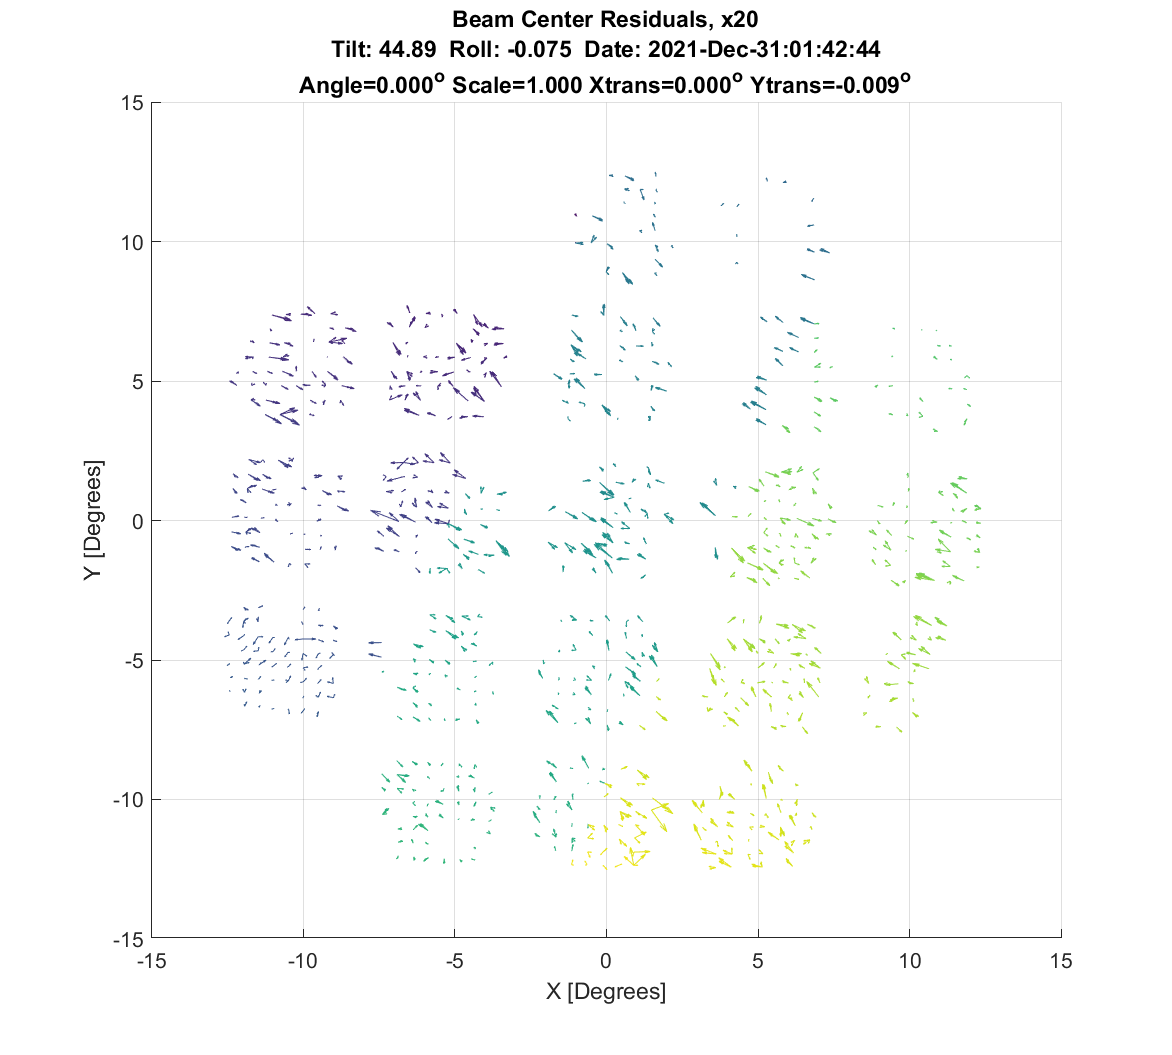 Beam Center Residuals, x20
Tilt: 44.89 Roll: -0.075 Date: 2021-Dec-31:01:42:44
Angle=0.000° Scale=1.000 Xtrans=0.000° Ytrans=-0.009°
15
10
5
0
-5
-10
-15
Y [Degrees]
-15 -10 -5 0 5 10 15
X [Degrees]